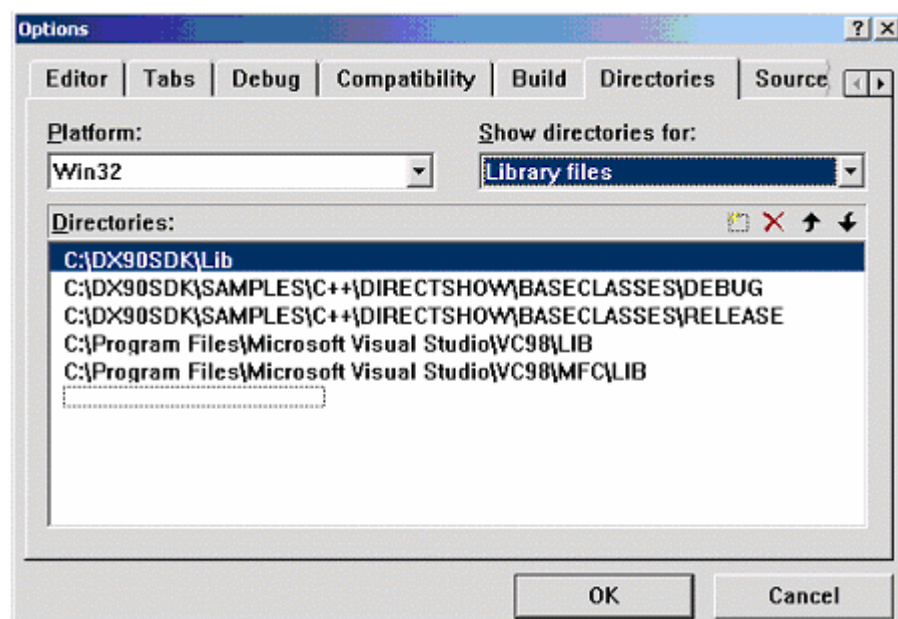 Options
Editor Tabs Debug Compatibility Build Directories Source
Platform: Show directories for:
Win32 Library files
Directories:
C:\DX90SDK\Lib
C:\DX90SDK\SAMPLES\C++\DIRECTSHOW\BASECLASSES\DEBUG
C:\DX90SDK\SAMPLES\C++\DIRECTSHOW\BASECLASSES\RELEASE
C:\Program Files\Microsoft Visual Studio\VC98\LIB
C:\Program Files\Microsoft Visual Studio\VC98\MFC\LIB
OK Cancel